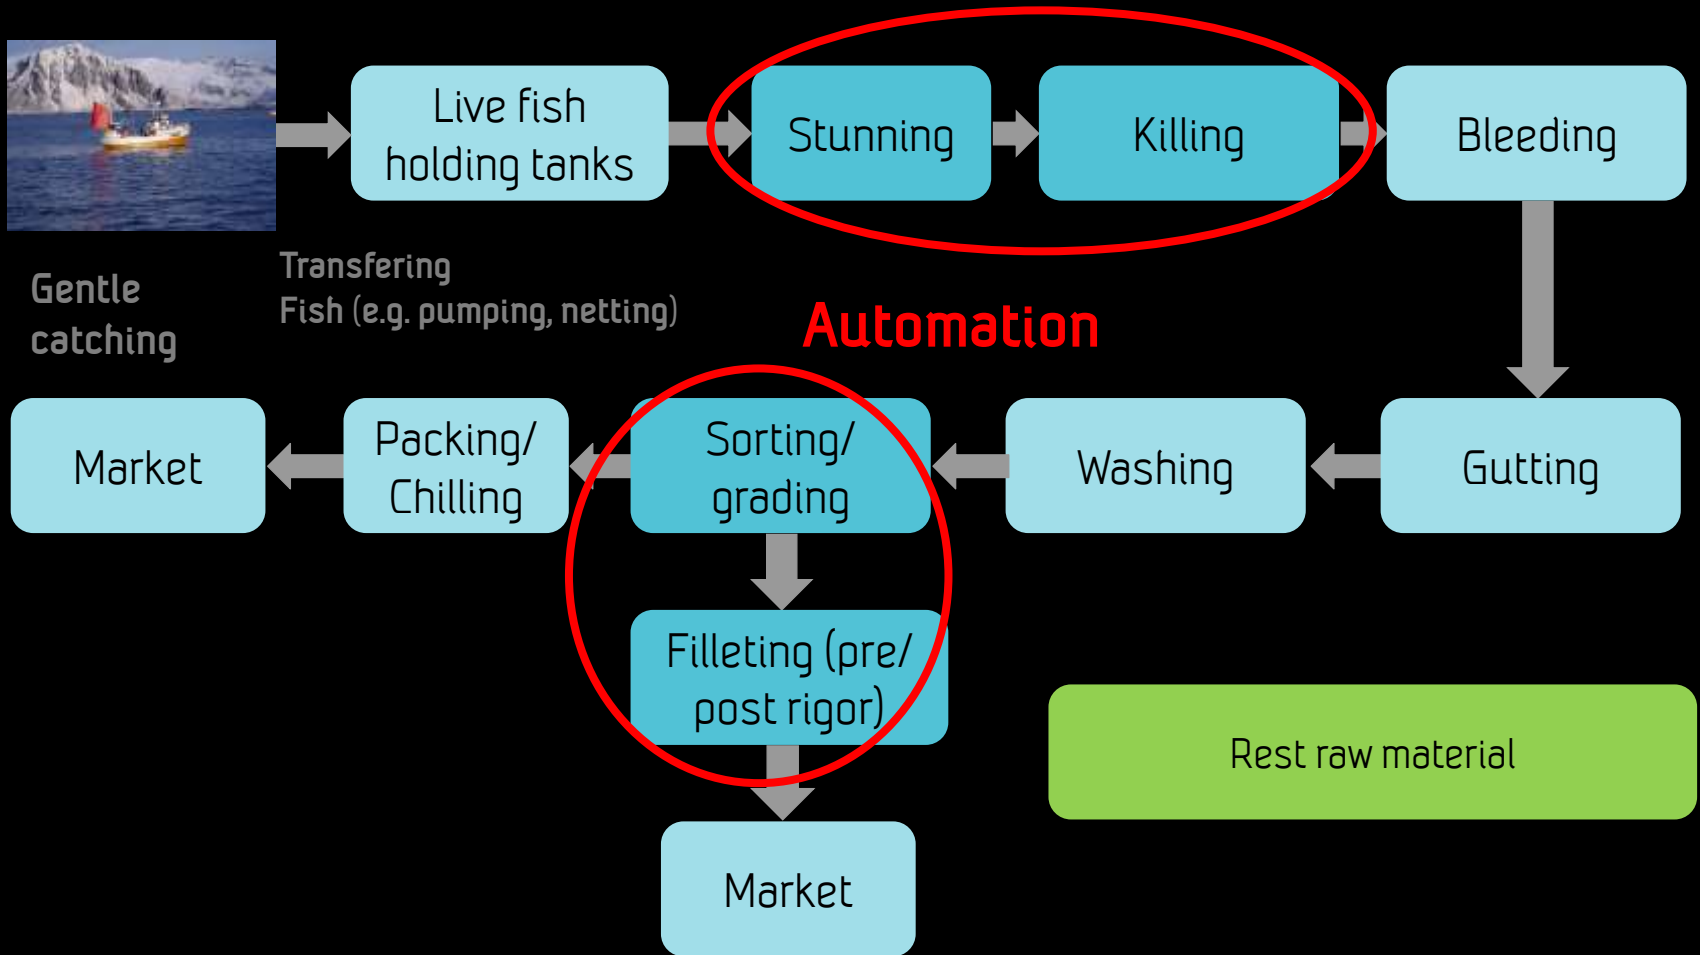 Live fish
holding tanks
Stunning
Killing
Bleeding
Gentle
catching
Transfering
Fish (e.g. pumping, netting)
Automation
Market
Packing/
Chilling
Sorting/
grading
Washing
Gutting
Filleting (pre/
post rigor)
Rest raw material
Market